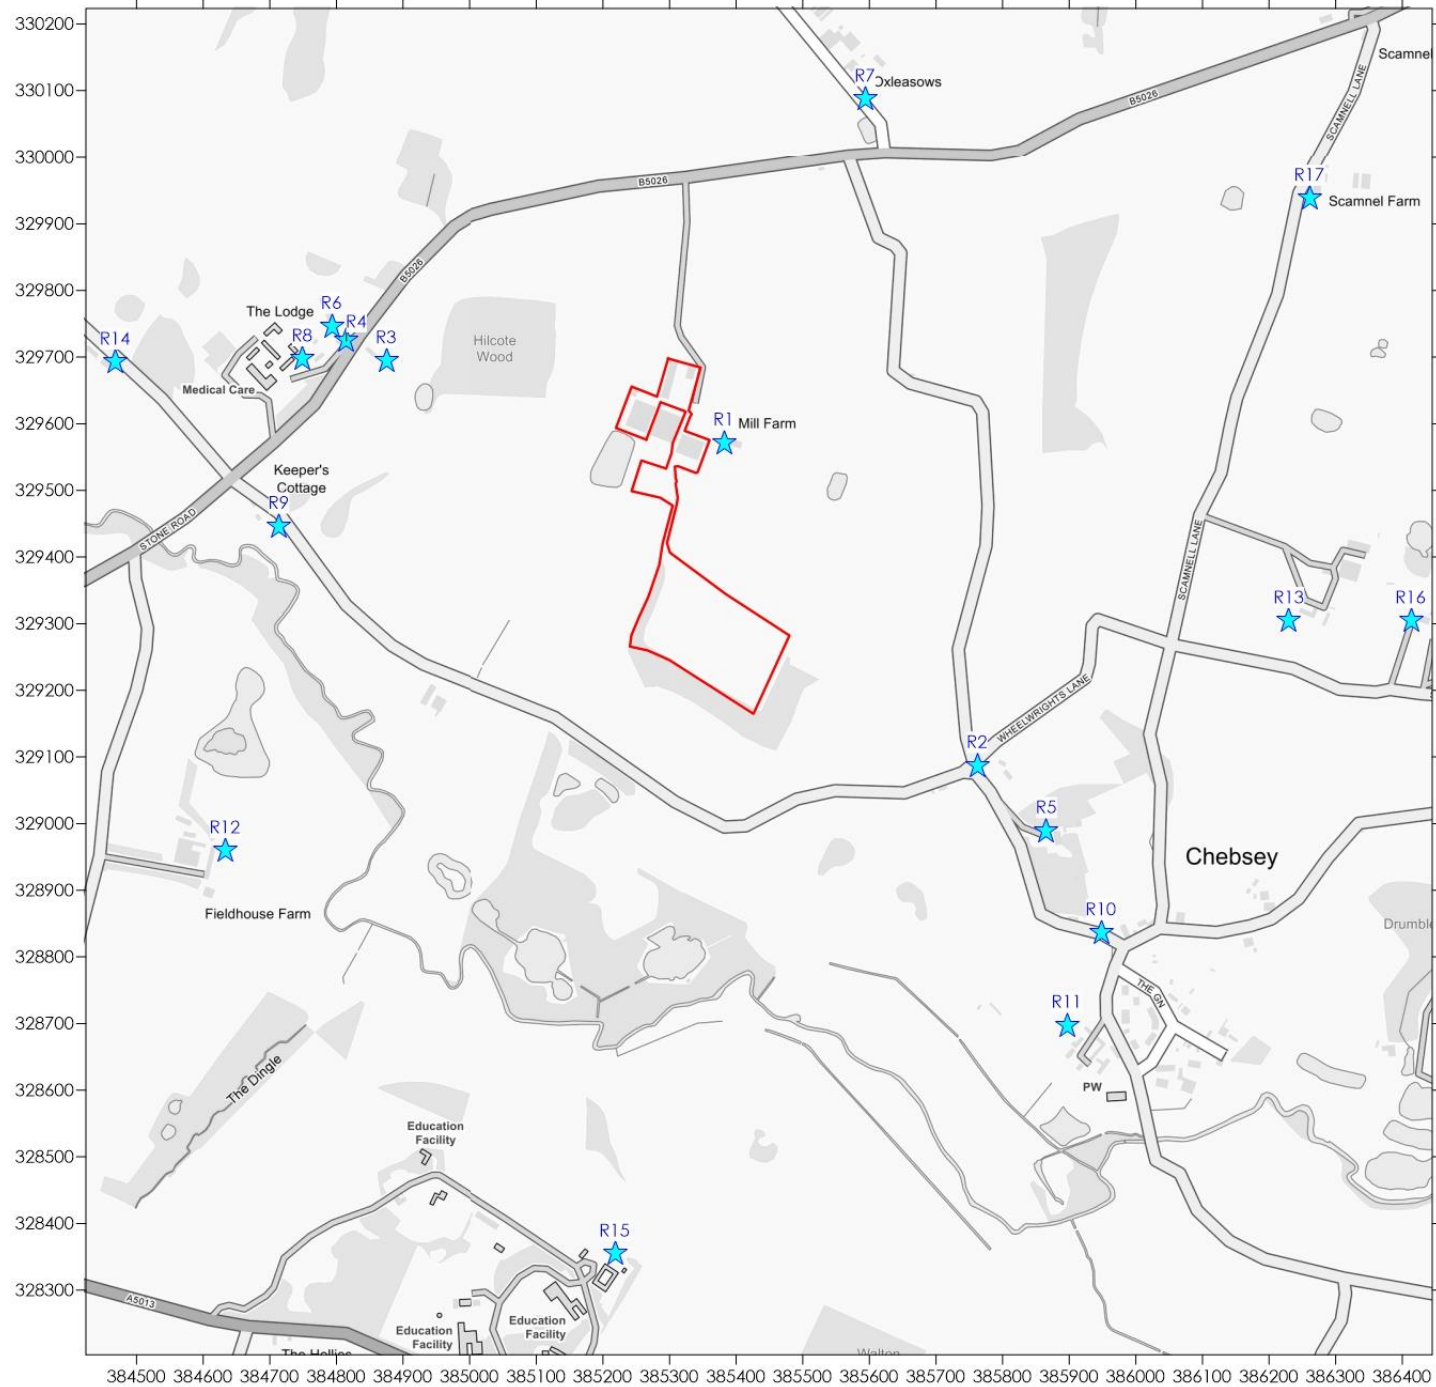 330200
330100
330000
329900
329800
329700
329600
329500
329400
329300
329200
329100
329000
328900
328800
328700
328600
328500
328400
328300
384500 384600 384700 384800 384900 385000 385100 385200 385300 385400 385500 385600 385700 385800 385900 386000 386100 386200 386300 386400
Scamnel
R7
Oxleasows
B5026
SCAMNELL LANE
B5026
R17
Scamnel Farm
B5026
R6
The Lodge
R4
R14
R8
R3
Hilcote
Wood
Medical Care
R1
Mill Farm
Keeper's
Cottage
R9
STONE ROAD
SCAMNELL LANE
R13
R16
WHEELWRIGHTS LANE
R2
R5
R12
Chebsey
Fieldhouse Farm
R10
Drumble
THE GN
R11
The Dingle
PW
Education
Facility
R15
A5013
Education
Facility
Education
Facility
The Hollies
Walton